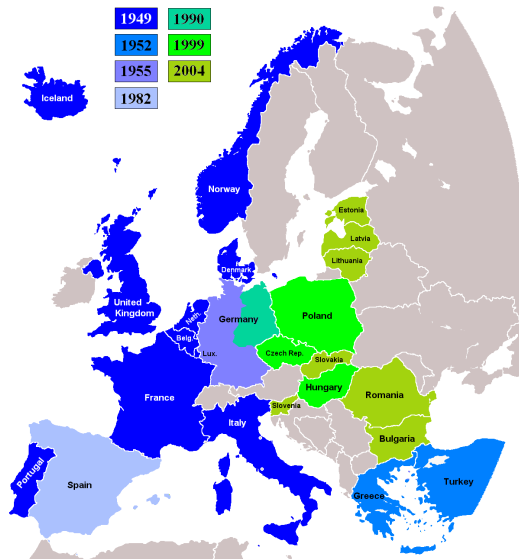 1949 1990
1952 1999
1955 2004
1982
Iceland
Norway
Estonia
Latvia
Lithuania
Denmark
United
Kingdom
Neth.
Belg.
Lux.
Germany
Poland
Czech Rep.
Slovakia
Hungary
France
Slovenia
Romania
Italy
Bulgaria
Portugal
Spain
Greece
Turkey